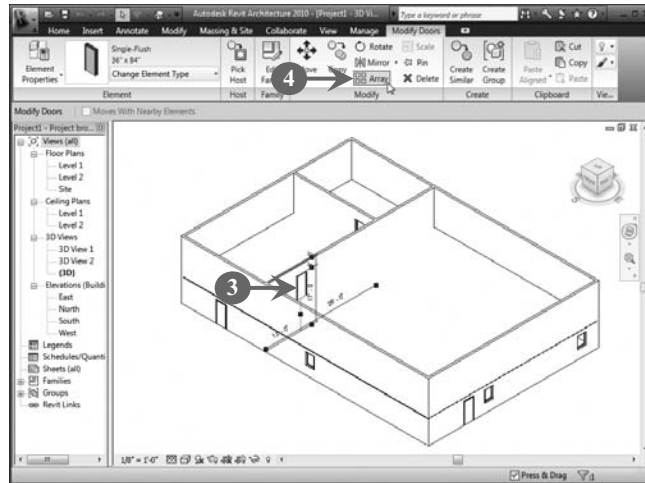 Autodesk Revit Architecture 2010 - [Project1 - 3D Vi...
Type a keyword or phrase
Home Insert Annotate Modify Massing & Site Collaborate View Manage Modify Doors
Element Properties
Single-Flush
36" x 84"
Change Element Type
Pick Host
Copy
Rotate
Mirror
Array
Scale
Pin
Delete
Create Similar
Create Group
Paste Aligned
Cut
Copy
Paste
Element Host Family Modify Create Clipboard Vie...
4
Modify Doors Moves With Nearby Elements
Project1 - Project bro...
Views (all)
Floor Plans
Level 1
Level 2
Site
Ceiling Plans
Level 1
Level 2
3D Views
3D View 1
3D View 2
{3D}
Elevations (Buildi
East
North
South
West
Legends
Schedules/Quanti
Sheets (all)
Families
Groups
Revit Links
3
1/8" = 1'-0"
Press & Drag